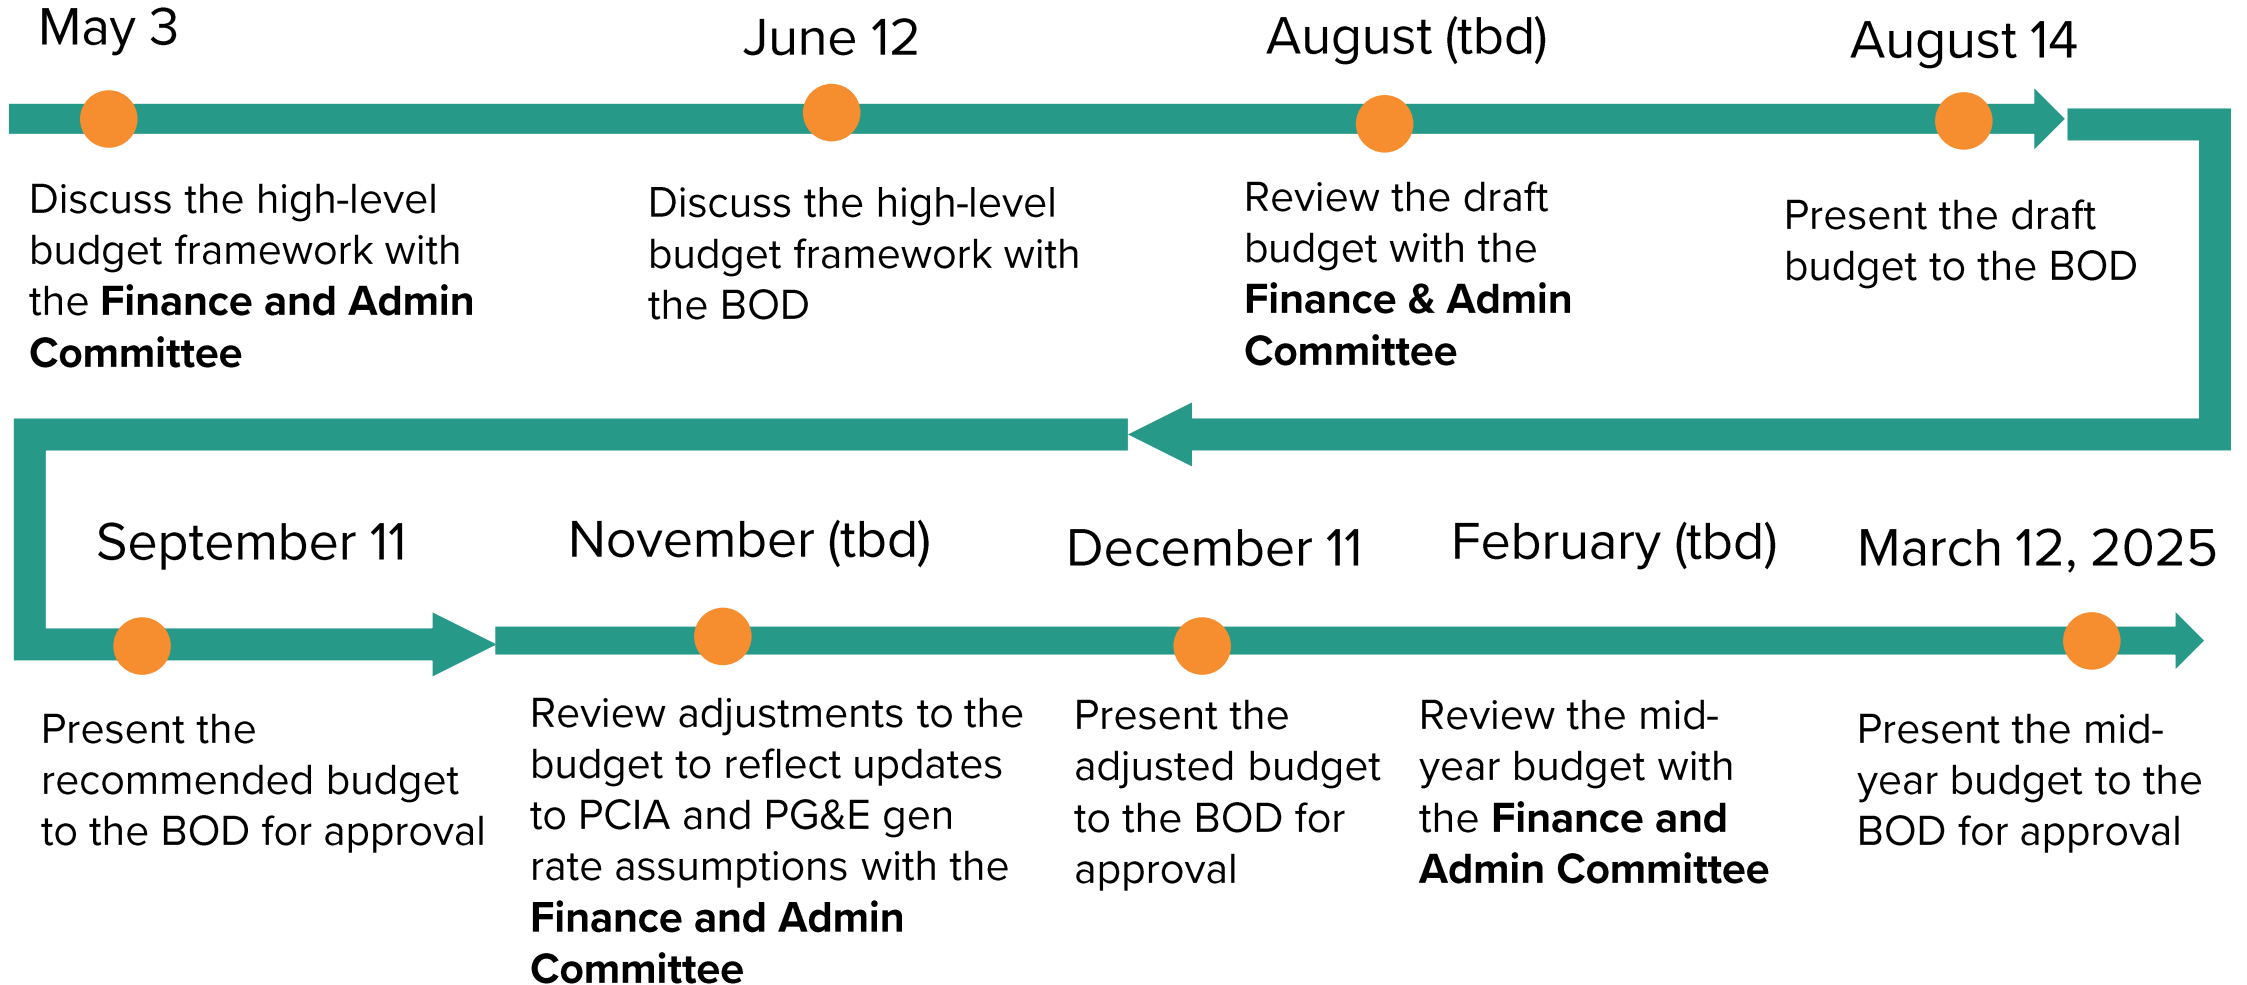 May 3
June 12
August (tbd)
August 14
Discuss the high-level
budget framework with
the Finance and Admin
Committee
Discuss the high-level
budget framework with
the BOD
Review the draft
budget with the
Finance & Admin
Committee
Present the draft
budget to the BOD
September 11
November (tbd)
December 11
February (tbd)
March 12, 2025
Present the
recommended budget
to the BOD for approval
Review adjustments to the
budget to reflect updates
to PCIA and PG&E gen
rate assumptions with the
Finance and Admin
Committee
Present the
adjusted budget
to the BOD for
approval
Review the mid-
year budget with
the Finance and
Admin Committee
Present the mid-
year budget to the
BOD for approval